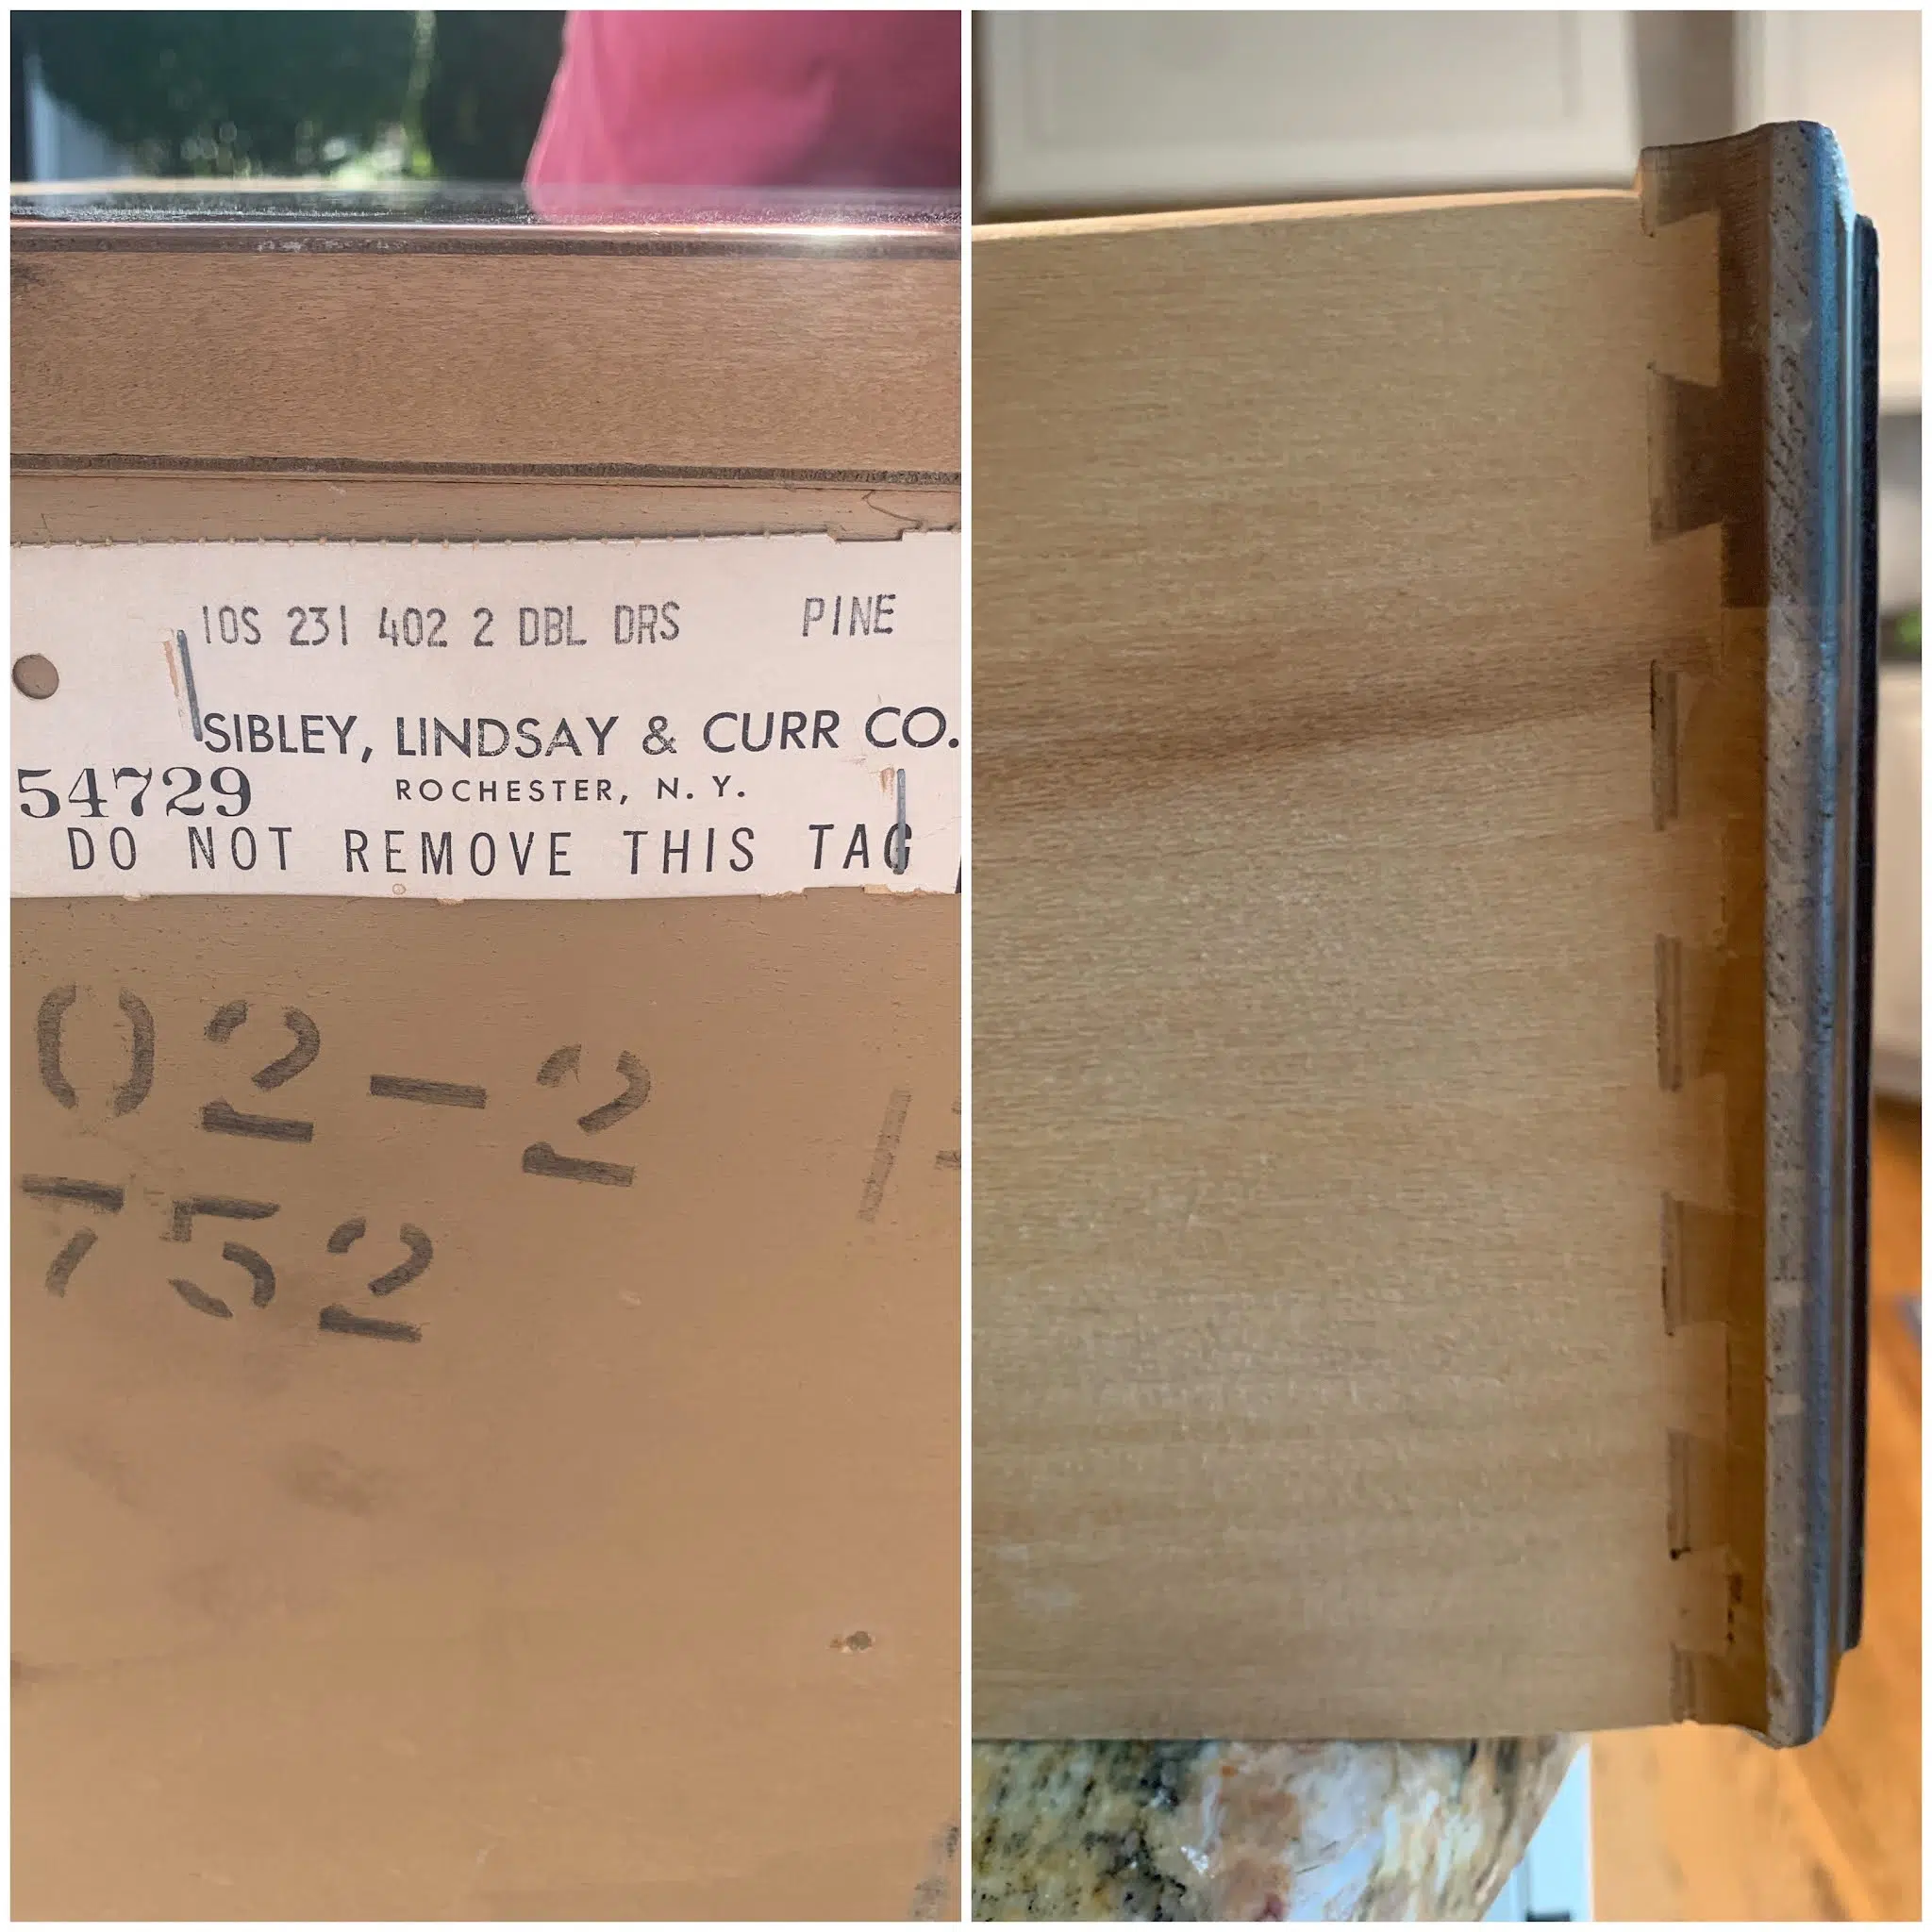 10S 231 402 2 DBL DRS PINE
SIBLEY, LINDSAY & CURR CO.
54729 ROCHESTER, N. Y.
DO NOT REMOVE THIS TAG
02-2
752